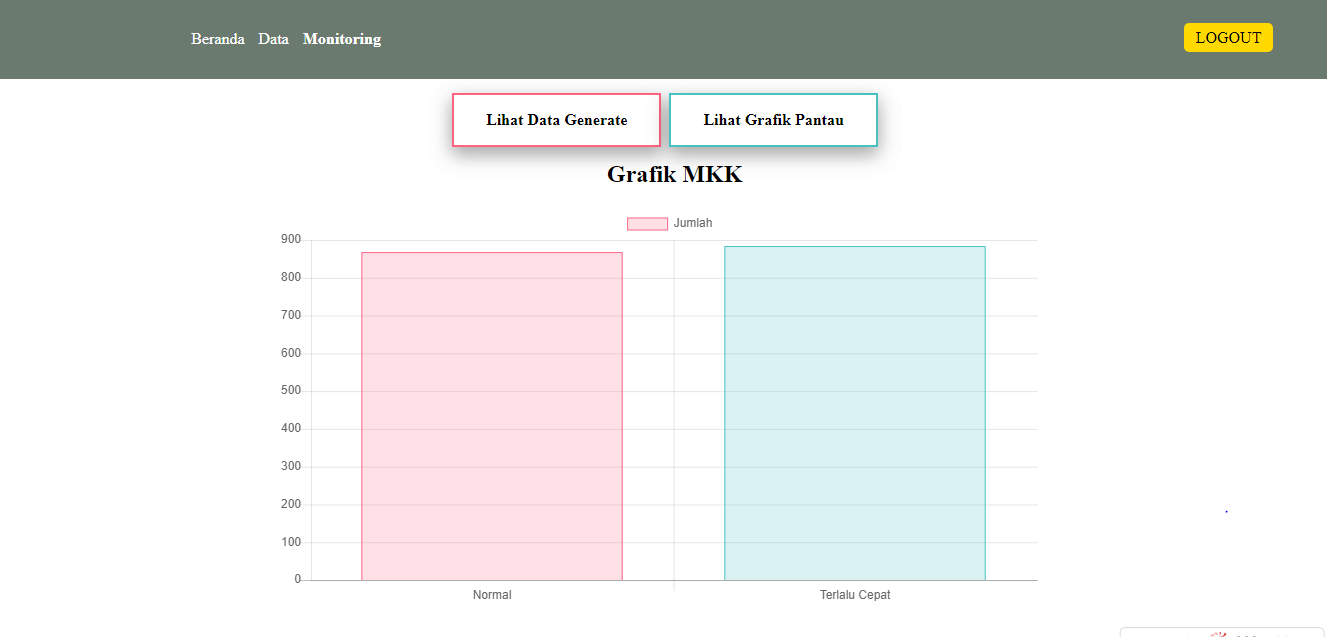 Beranda Data Monitoring LOGOUT
Lihat Data Generate Lihat Grafik Pantau
Grafik MKK
Jumlah
900
800
700
600
500
400
300
200
100
0
Normal Terlalu Cepat